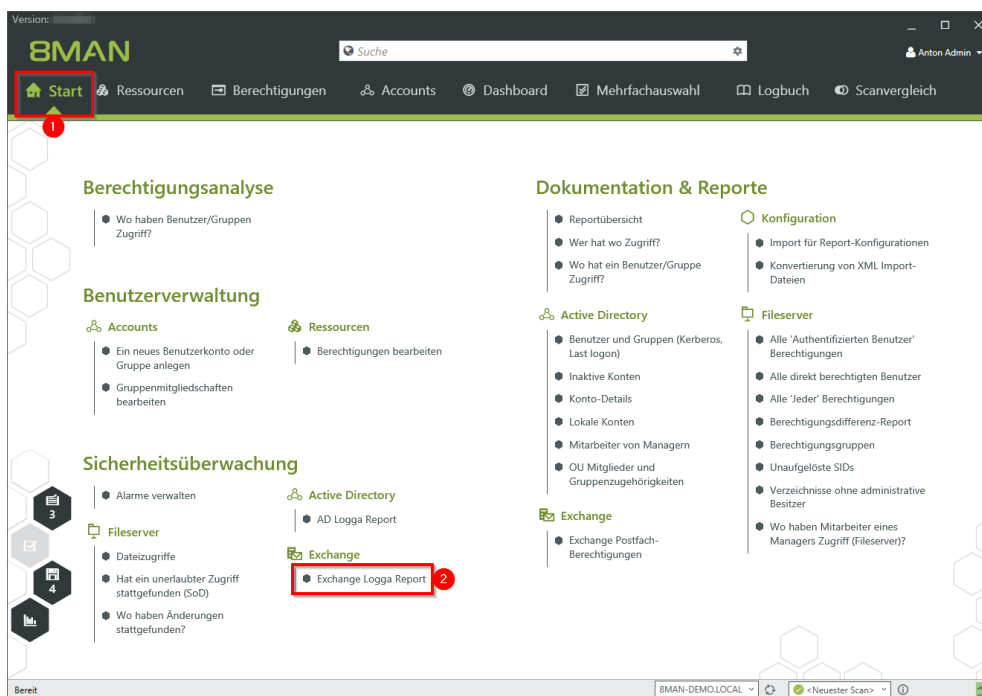 Version:
8MAN
Suche
Anton Admin
Start
Ressourcen
Berechtigungen
Accounts
Dashboard
Mehrfachauswahl
Logbuch
Scanvergleich
1
Berechtigungsanalyse
Wo haben Benutzer/Gruppen
Zugriff?
Benutzerverwaltung
Accounts
Ein neues Benutzerkonto oder
Gruppe anlegen
Gruppenmitgliedschaften
bearbeiten
Ressourcen
Berechtigungen bearbeiten
Sicherheitsüberwachung
Alarme verwalten
Fileserver
Dateizugriffe
Hat ein unerlaubter Zugriff
stattgefunden (SoD)
Wo haben Änderungen
stattgefunden?
Active Directory
AD Logga Report
Exchange
Exchange Logga Report
2
Dokumentation & Reporte
Reportübersicht
Wer hat wo Zugriff?
Wo hat ein Benutzer/Gruppe
Zugriff?
Konfiguration
Import für Report-Konfigurationen
Konvertierung von XML Import-
Dateien
Active Directory
Benutzer und Gruppen (Kerberos,
Last logon)
Inaktive Konten
Konto-Details
Lokale Konten
Mitarbeiter von Managern
OU Mitglieder und
Gruppenzugehörigkeiten
Exchange
Exchange Postfach-
Berechtigungen
Fileserver
Alle 'Authentifizierten Benutzer'
Berechtigungen
Alle direkt berechtigten Benutzer
Alle 'Jeder' Berechtigungen
Berechtigungsdifferenz-Report
Berechtigungsgruppen
Unaufgelöste SIDs
Verzeichnisse ohne administrative
Besitzer
Wo haben Mitarbeiter eines
Managers Zugriff (Fileserver)?
3
4
Bereit
8MAN-DEMO.LOCAL
<Neuester Scan>